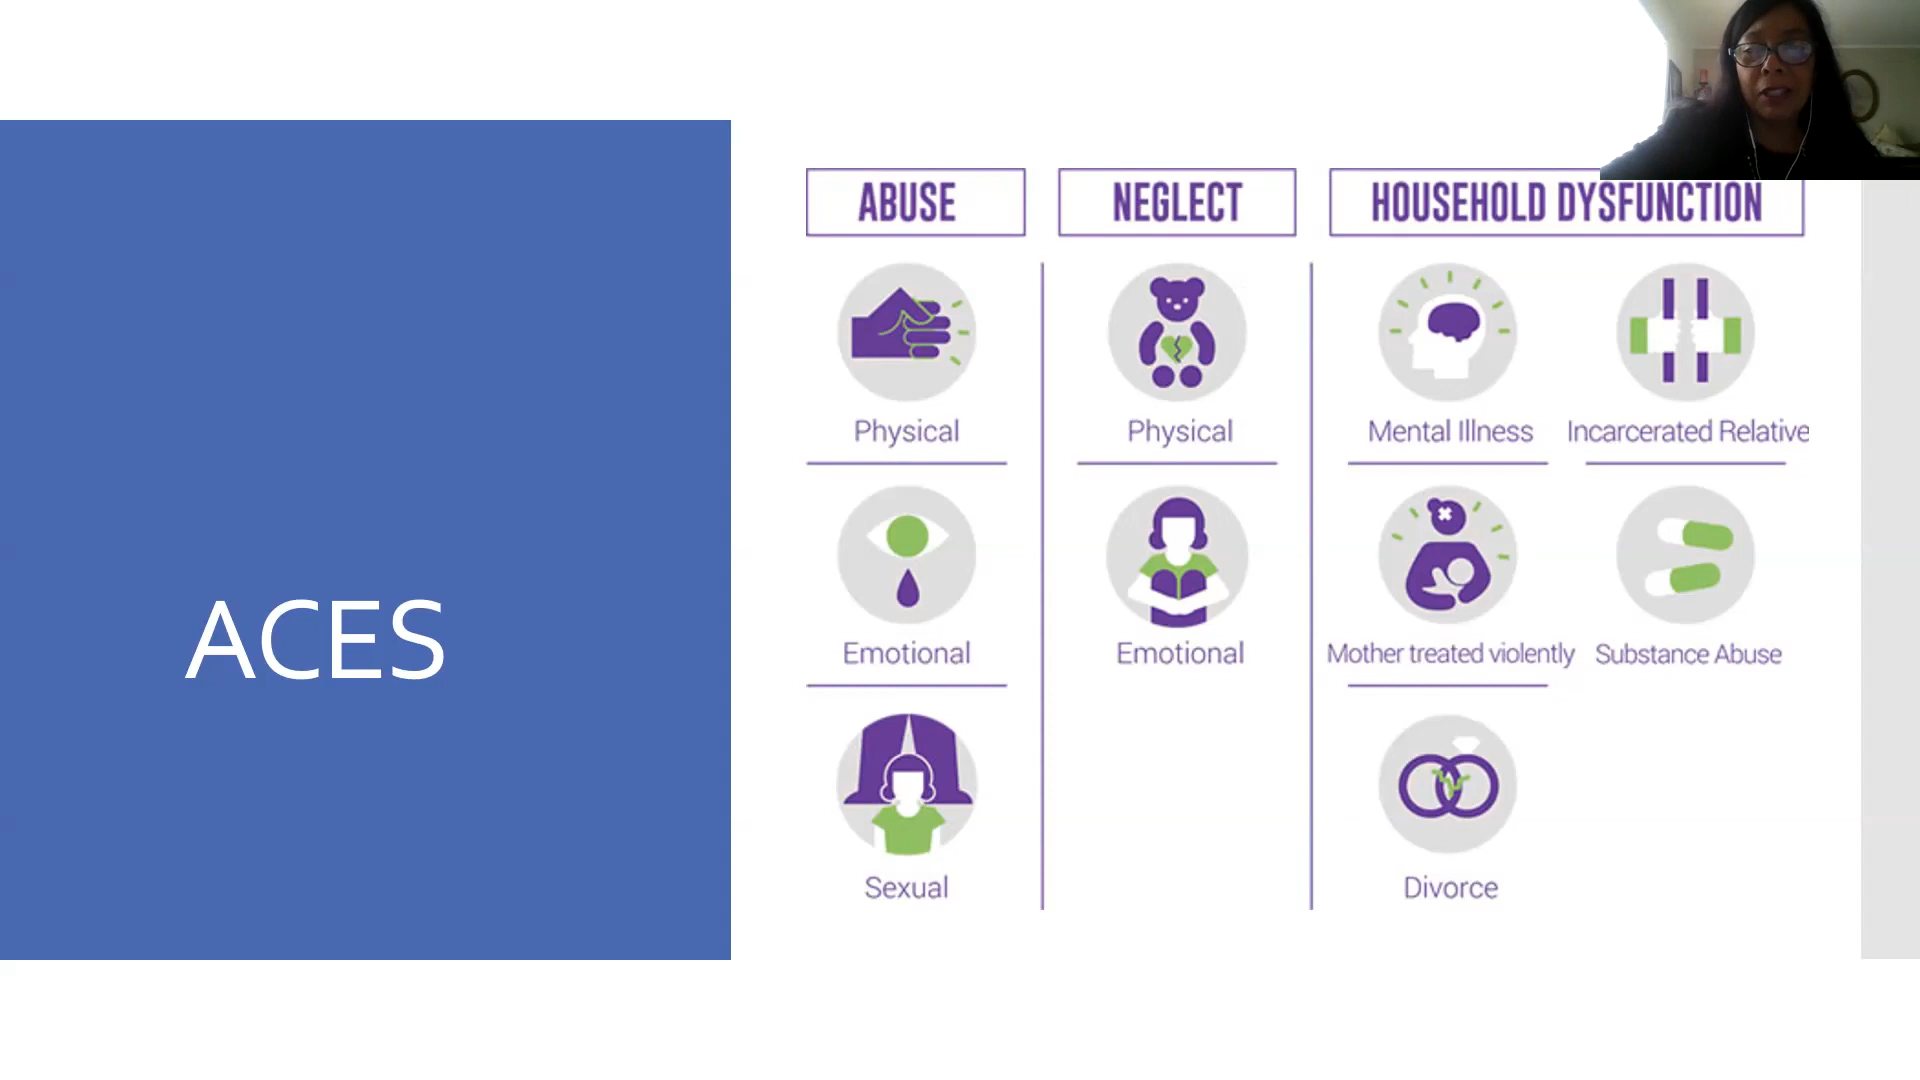 ACES
ABUSE
Physical
Emotional
Sexual
NEGLECT
Physical
Emotional
HOUSEHOLD DYSFUNCTION
Mental Illness
Incarcerated Relative
Mother treated violently
Substance Abuse
Divorce